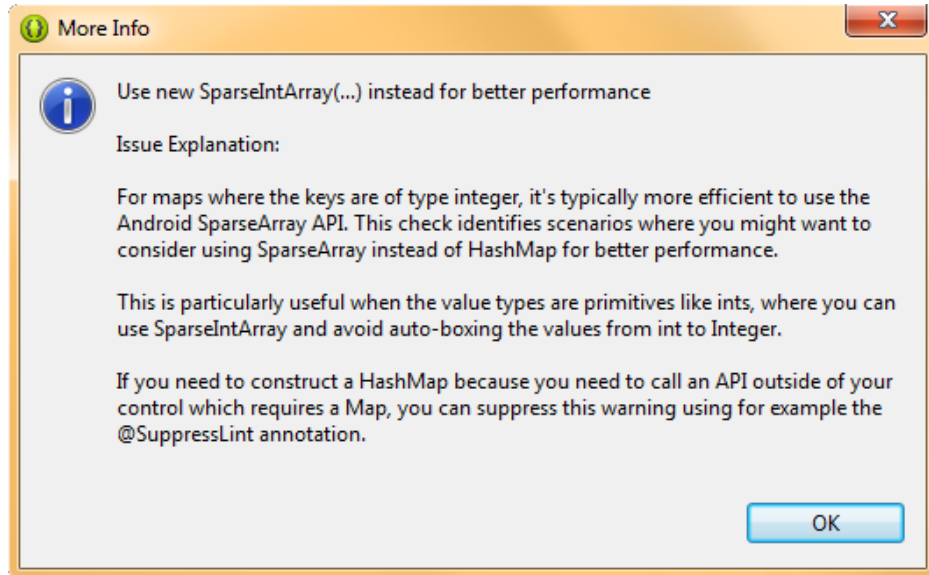 More Info
Use new SparseIntArray(...) instead for better performance
Issue Explanation:
For maps where the keys are of type integer, it's typically more efficient to use the
Android SparseArray API. This check identifies scenarios where you might want to
consider using SparseArray instead of HashMap for better performance.
This is particularly useful when the value types are primitives like ints, where you can
use SparseIntArray and avoid auto-boxing the values from int to Integer.
If you need to construct a HashMap because you need to call an API outside of your
control which requires a Map, you can suppress this warning using for example the
@SuppressLint annotation.
OK